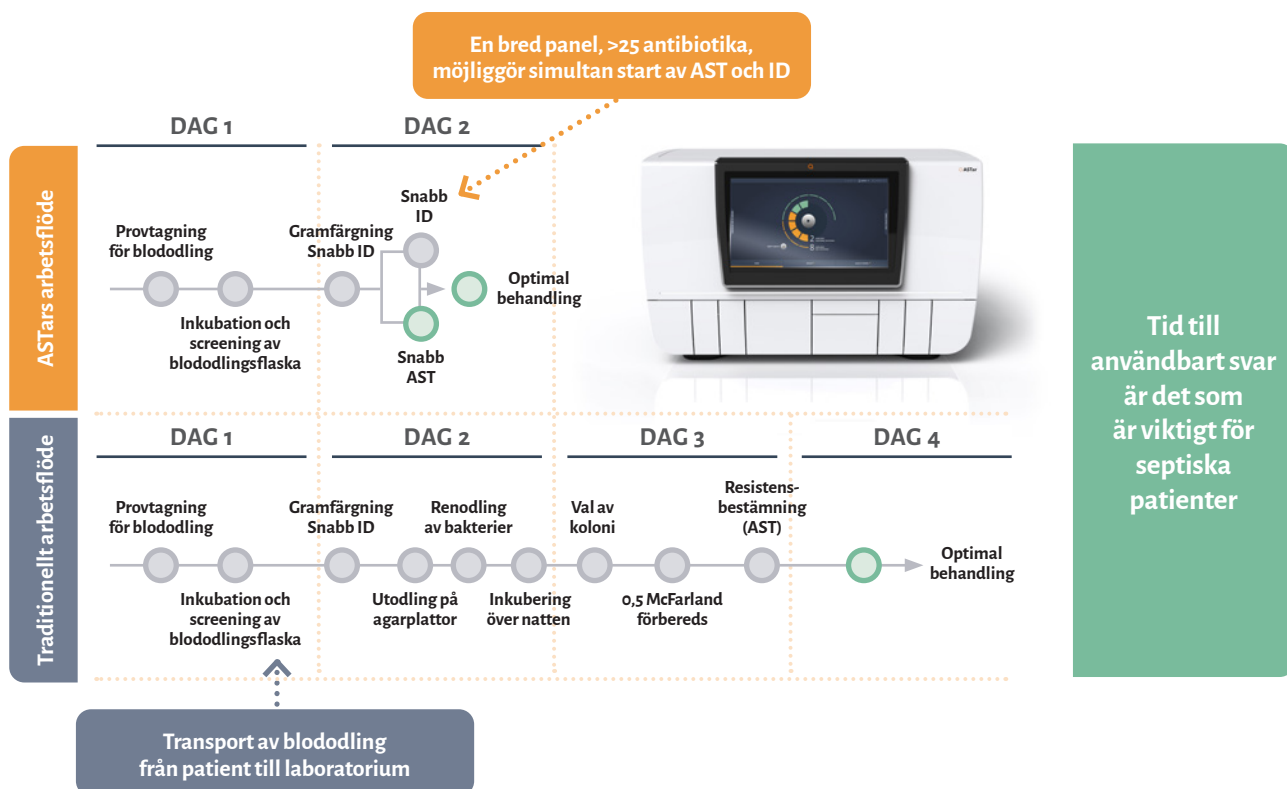 En bred panel, >25 antibiotika,
möjliggör simultan start av AST och ID
DAG 1
DAG 2
ASTars arbetsflöde
Provtagning
för blododling
Inkubation och
screening av
blododlingsflaska
Gramfärgning
Snabb ID
Snabb
ID
Snabb
AST
Optimal
behandling
ASTar
2
8
Tid till
användbart svar
är det som
är viktigt för
septiska
patienter
Traditionellt arbetsflöde
DAG 1
DAG 2
DAG 3
DAG 4
Provtagning
för blododling
Inkubation och
screening av
blododlingsflaska
Gramfärgning
Snabb ID
Utodling på
agarplattor
Renodling
av bakterier
Inkubering
över natten
Val av
koloni
0,5 McFarland
förbereds
Resistens-
bestämning
(AST)
Optimal
behandling
Transport av blododling
från patient till laboratorium